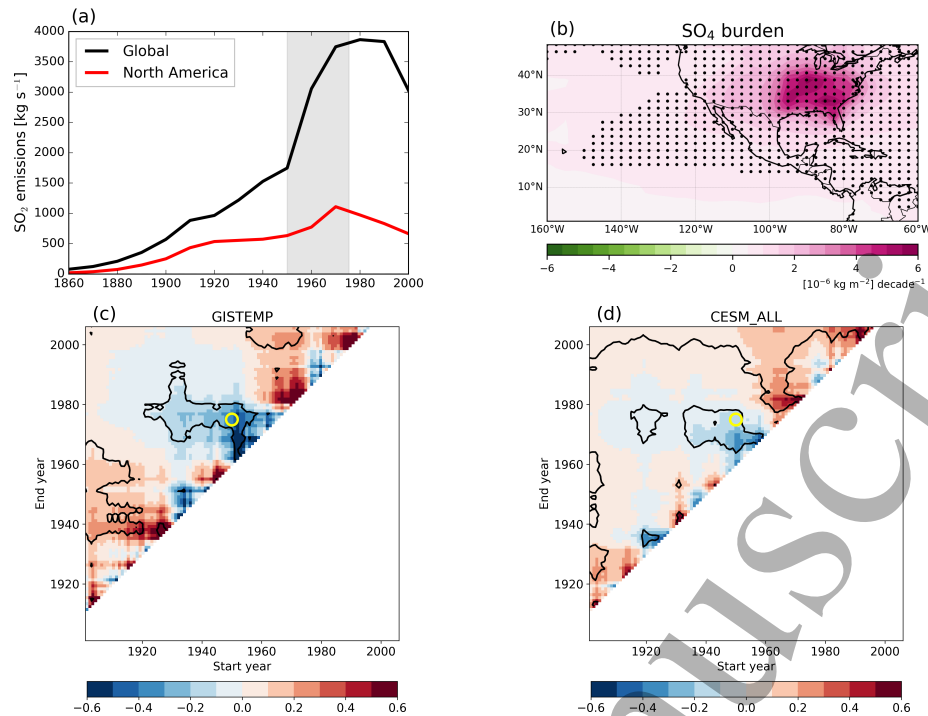 (a)
SO₂ emissions [kg s⁻¹]
4000
3500
3000
2500
2000
1500
1000
500
0
Global
North America
1860 1880 1900 1920 1940 1960 1980 2000
(b)
SO₄ burden
40°N
30°N
20°N
10°N
160°W 140°W 120°W 100°W 80°W 60°W
−6 −4 −2 0 2 4 6
[10⁻⁶ kg m⁻²] decade⁻¹
(c)
GISTEMP
End year
2000
1980
1960
1940
1920
1920 1940 1960 1980 2000
Start year
−0.6 −0.4 −0.2 0.0 0.2 0.4 0.6
(d)
CESM_ALL
End year
2000
1980
1960
1940
1920
1920 1940 1960 1980 2000
Start year
−0.6 −0.4 −0.2 0.0 0.2 0.4 0.6
uscri